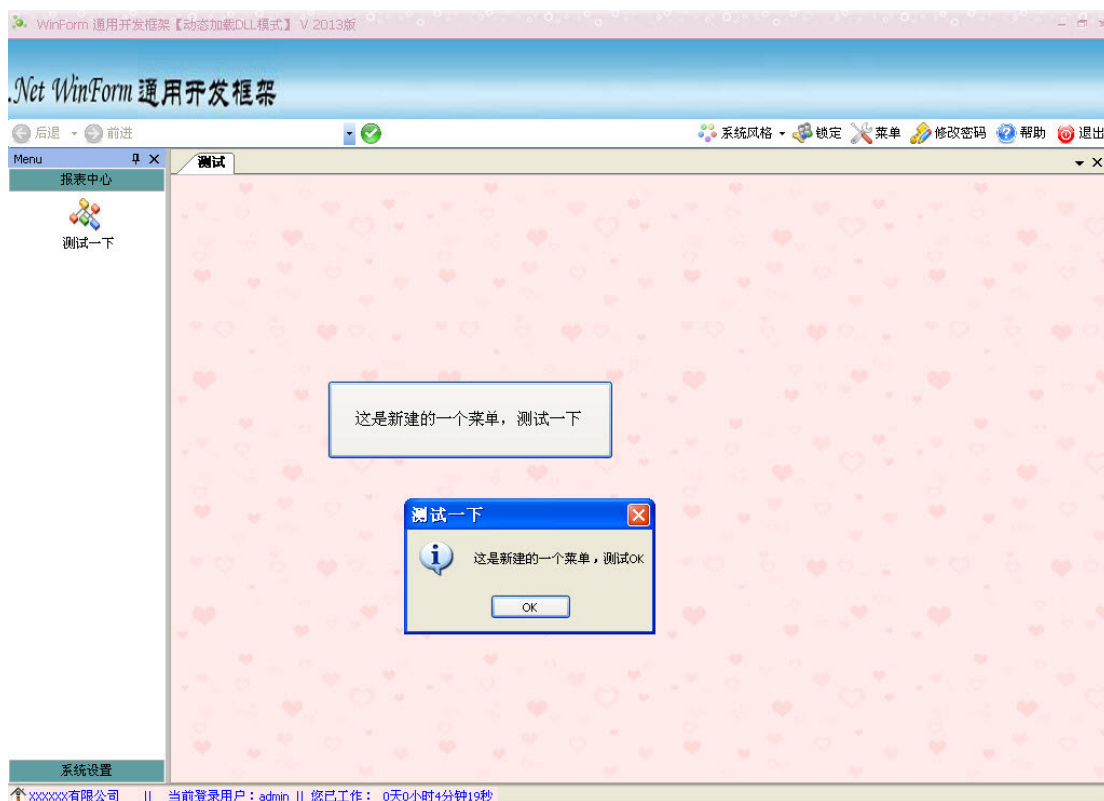 WinForm 通用开发框架【动态加载DLL模式】 V 2013版
.Net WinForm 通用开发框架
后退 前进 系统风格 锁定 菜单 修改密码 帮助 退出
Menu
测试
报表中心
测试一下
这是新建的一个菜单，测试一下
测试一下
这是新建的一个菜单，测试OK
OK
系统设置
XXXXXX有限公司 || 当前登录用户：admin || 您已工作： 0天0小时4分钟19秒